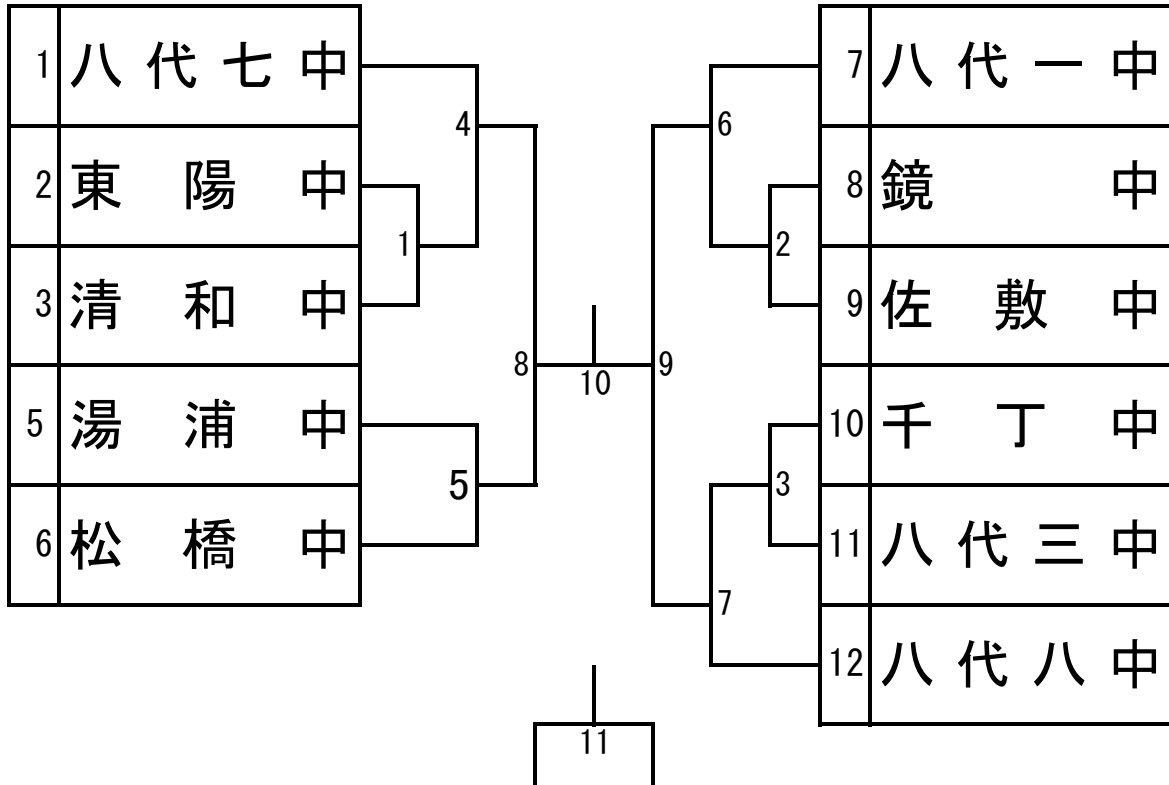 1 八代七中
2 東陽中
3 清和中
5 湯浦中
6 松橋中
4
1
8
5
10
9
6
2
3
7
11
7 八代一中
8 鏡中
9 佐敷中
10 千丁中
11 八代三中
12 八代八中